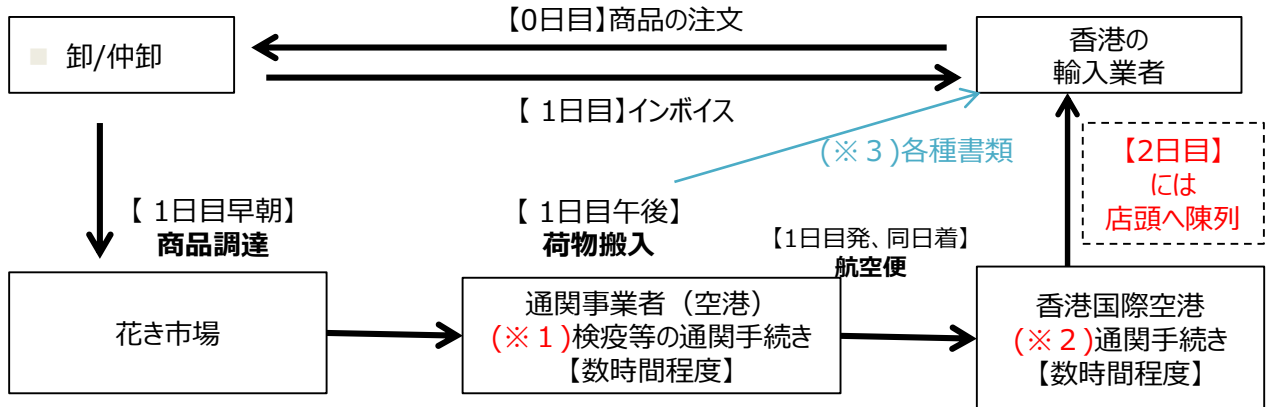 【0日目】商品の注文
卸/仲卸
香港の
輸入業者
【 1日目】インボイス
(※３)各種書類
【2日目】
には
店頭へ陳列
【 1日目早朝】
商品調達
【 1日目午後】
荷物搬入
【1日目発、同日着】
航空便
花き市場
通関事業者（空港）
(※１)検疫等の通関手続き
【数時間程度】
香港国際空港
(※２)通関手続き
【数時間程度】